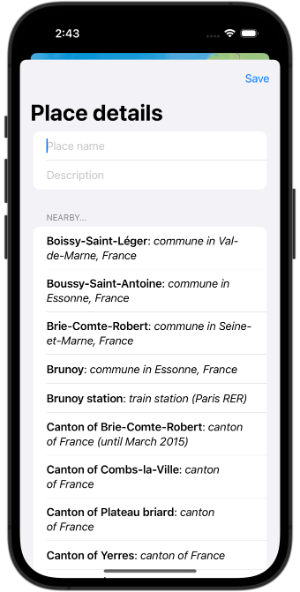 2:43
Save
Place details
Place name
Description
NEARBY...
Boissy-Saint-Léger: commune in Val-
de-Marne, France
Boussy-Saint-Antoine: commune in
Essonne, France
Brie-Comte-Robert: commune in Seine-
et-Marne, France
Brunoy: commune in Essonne, France
Brunoy station: train station (Paris RER)
Canton of Brie-Comte-Robert: canton
of France (until March 2015)
Canton of Combs-la-Ville: canton
of France
Canton of Plateau briard: canton
of France
Canton of Yerres: canton of France